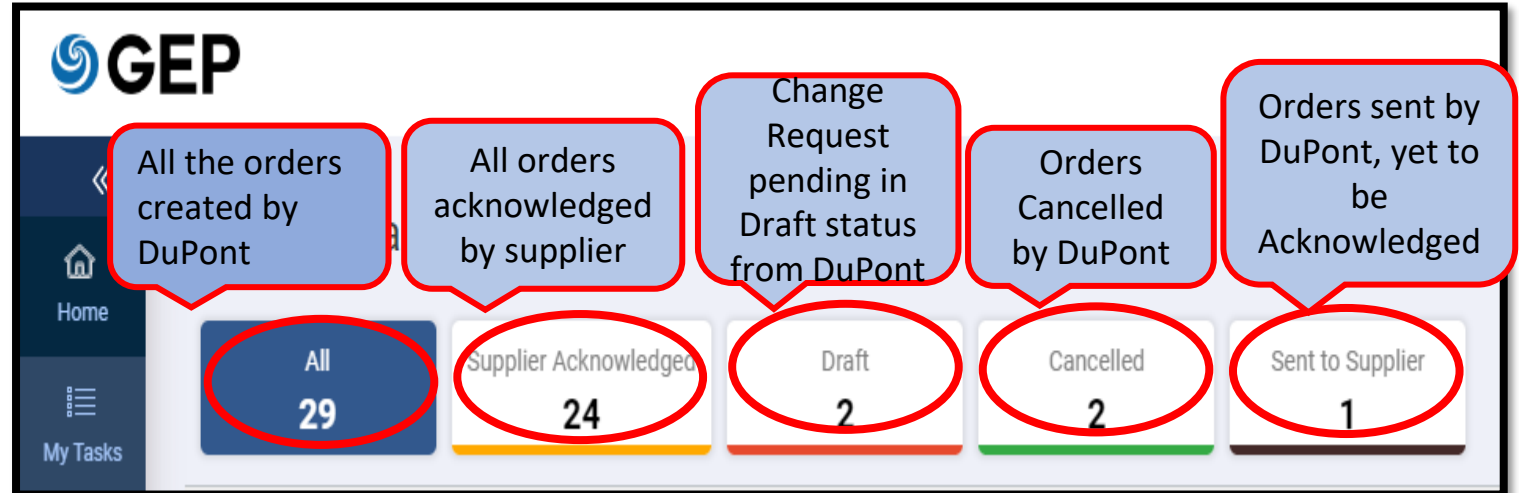 GEP
All the orders
created by
DuPont
All orders
acknowledged
by supplier
Change
Request
pending in
Draft status
from DuPont
Orders
Cancelled
by DuPont
Orders sent by
DuPont, yet to
be
Acknowledged
Home
My Tasks
All
29
Supplier Acknowledged
24
Draft
2
Cancelled
2
Sent to Supplier
1